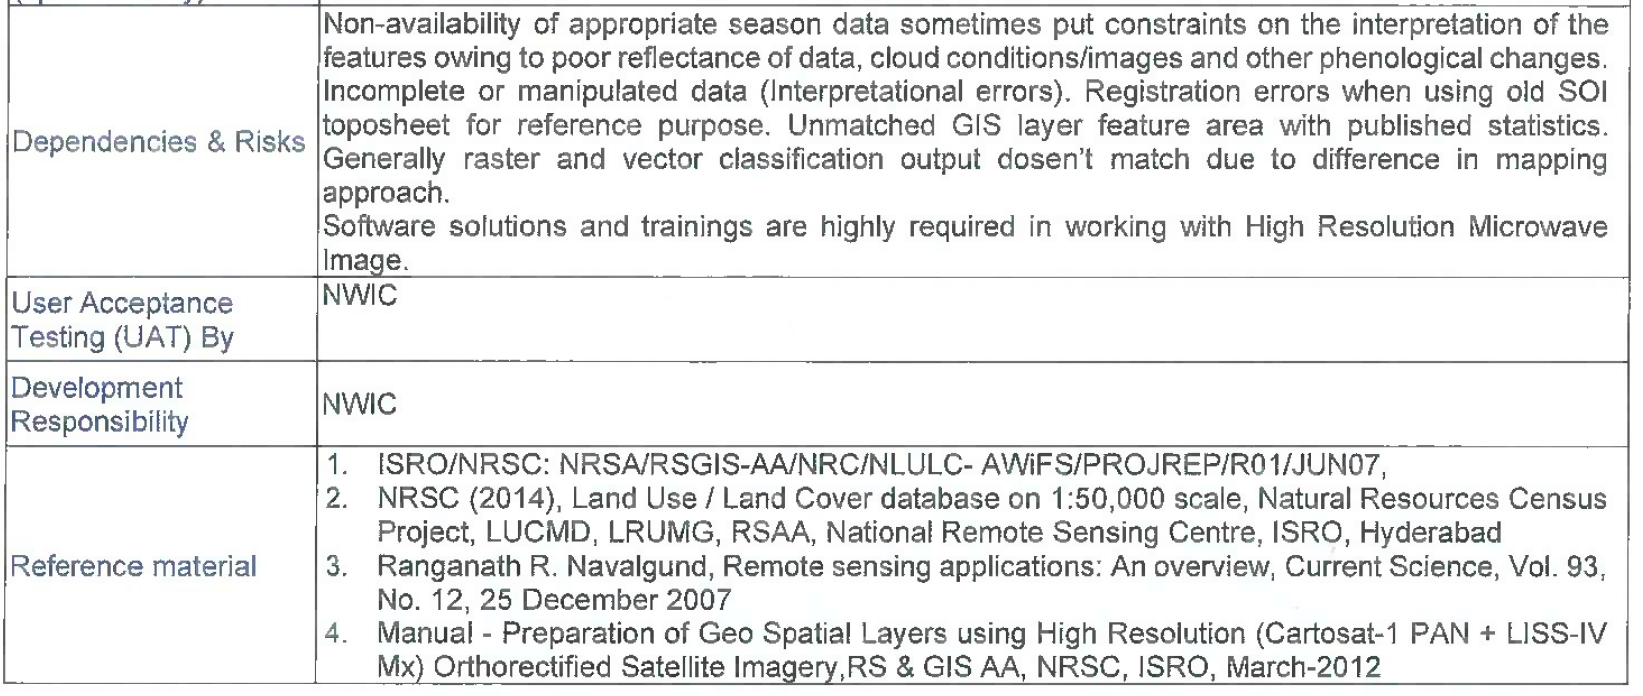 Non-availability of appropriate season data sometimes put constraints on the interpretation of the
features owing to poor reflectance of data, cloud conditions/images and other phenological changes.
Incomplete or manipulated data (Interpretational errors). Registration errors when using old SOI
Dependencies & Risks toposheet for reference purpose. Unmatched GIS layer feature area with published statistics.
Generally raster and vector classification output dosen't match due to difference in mapping
approach.
Software solutions and trainings are highly required in working with High Resolution Microwave
Image.
User Acceptance
Testing (UAT) By
NWIC
Development
Responsibility
NWIC
Reference material
1. ISRO/NRSC: NRSA/RSGIS-AA/NRC/NLULC- AWiFS/PROJREP/R01/JUN07,
2. NRSC (2014), Land Use / Land Cover database on 1:50,000 scale, Natural Resources Census
Project, LUCMD, LRUMG, RSAA, National Remote Sensing Centre, ISRO, Hyderabad
3. Ranganath R. Navalgund, Remote sensing applications: An overview, Current Science, Vol. 93,
No. 12, 25 December 2007
4. Manual - Preparation of Geo Spatial Layers using High Resolution (Cartosat-1 PAN + LISS-IV
Mx) Orthorectified Satellite Imagery,RS & GIS AA, NRSC, ISRO, March-2012